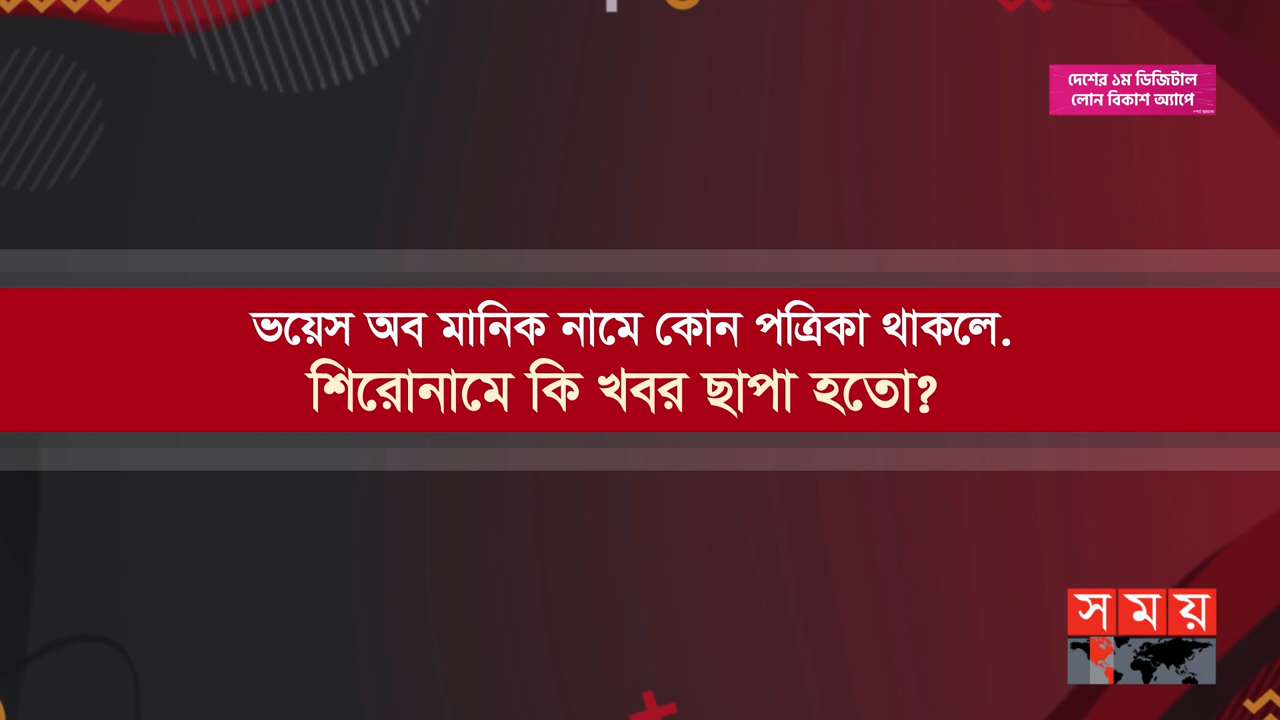 দেশের ১ম ডিজিটাল
লোন বিকাশ অ্যাপে
ভয়েস অব মানিক নামে কোন পত্রিকা থাকলে.
শিরোনামে কি খবর ছাপা হতো?
সময়